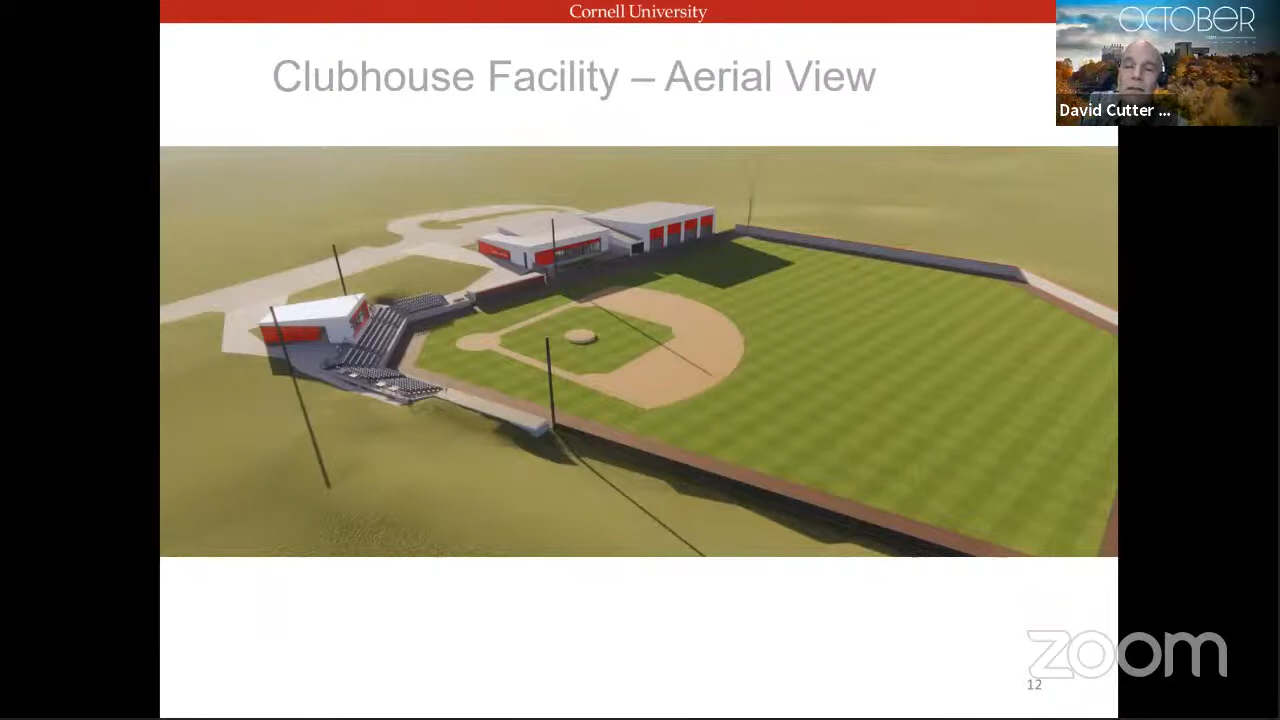 Cornell University
OCTOBER
Clubhouse Facility – Aerial View
David Cutter ...
zoom
12